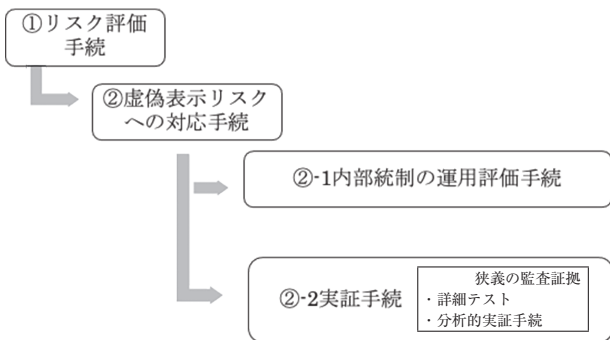 ①リスク評価
手続
②虚偽表示リスク
への対応手続
②-1内部統制の運用評価手続
②-2実証手続
狭義の監査証拠
・詳細テスト
・分析的実証手続